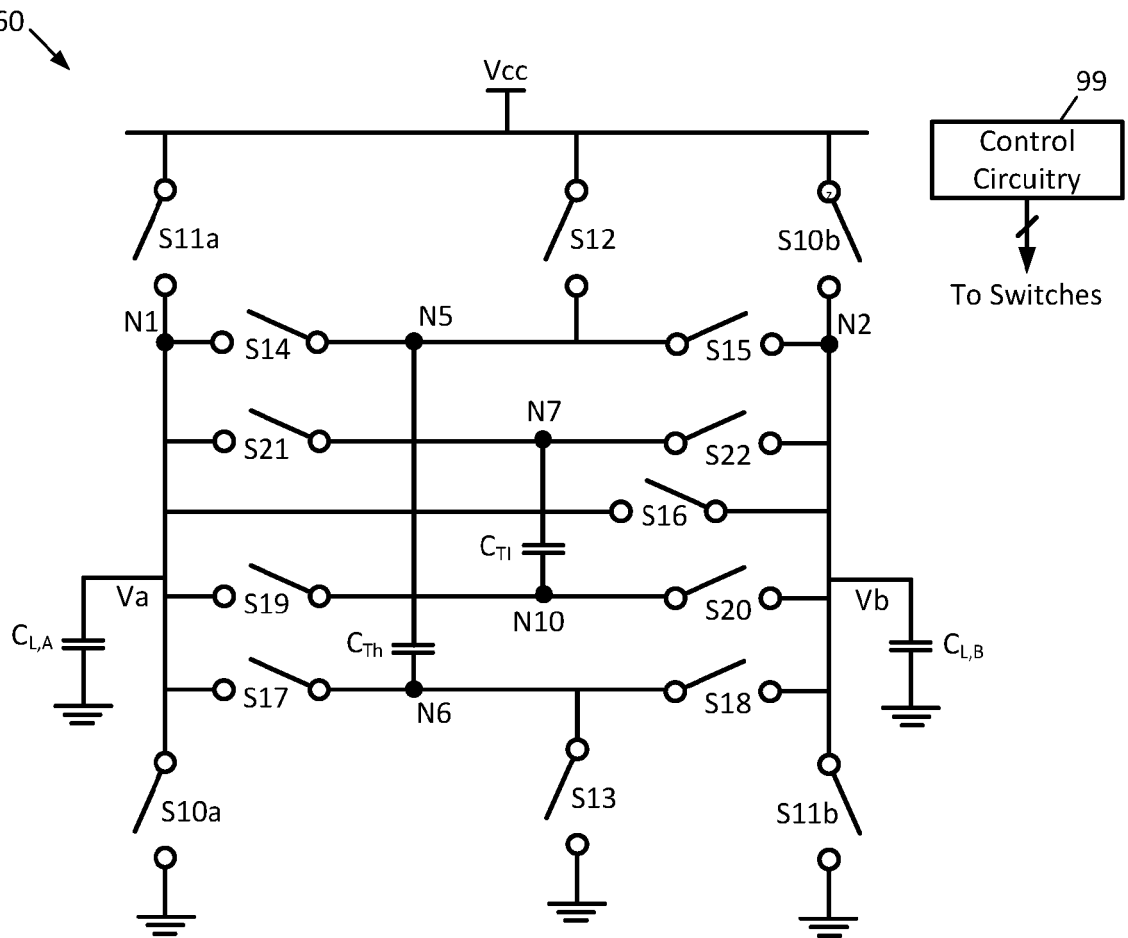 60
Vcc
99
Control
Circuitry
To Switches
S11a
S12
S10b
z
N1
N5
N2
S14
S15
N7
S21
S22
S16
CTl
Va
S19
N10
S20
Vb
CL,A
CTh
CL,B
S17
N6
S18
S10a
S13
S11b